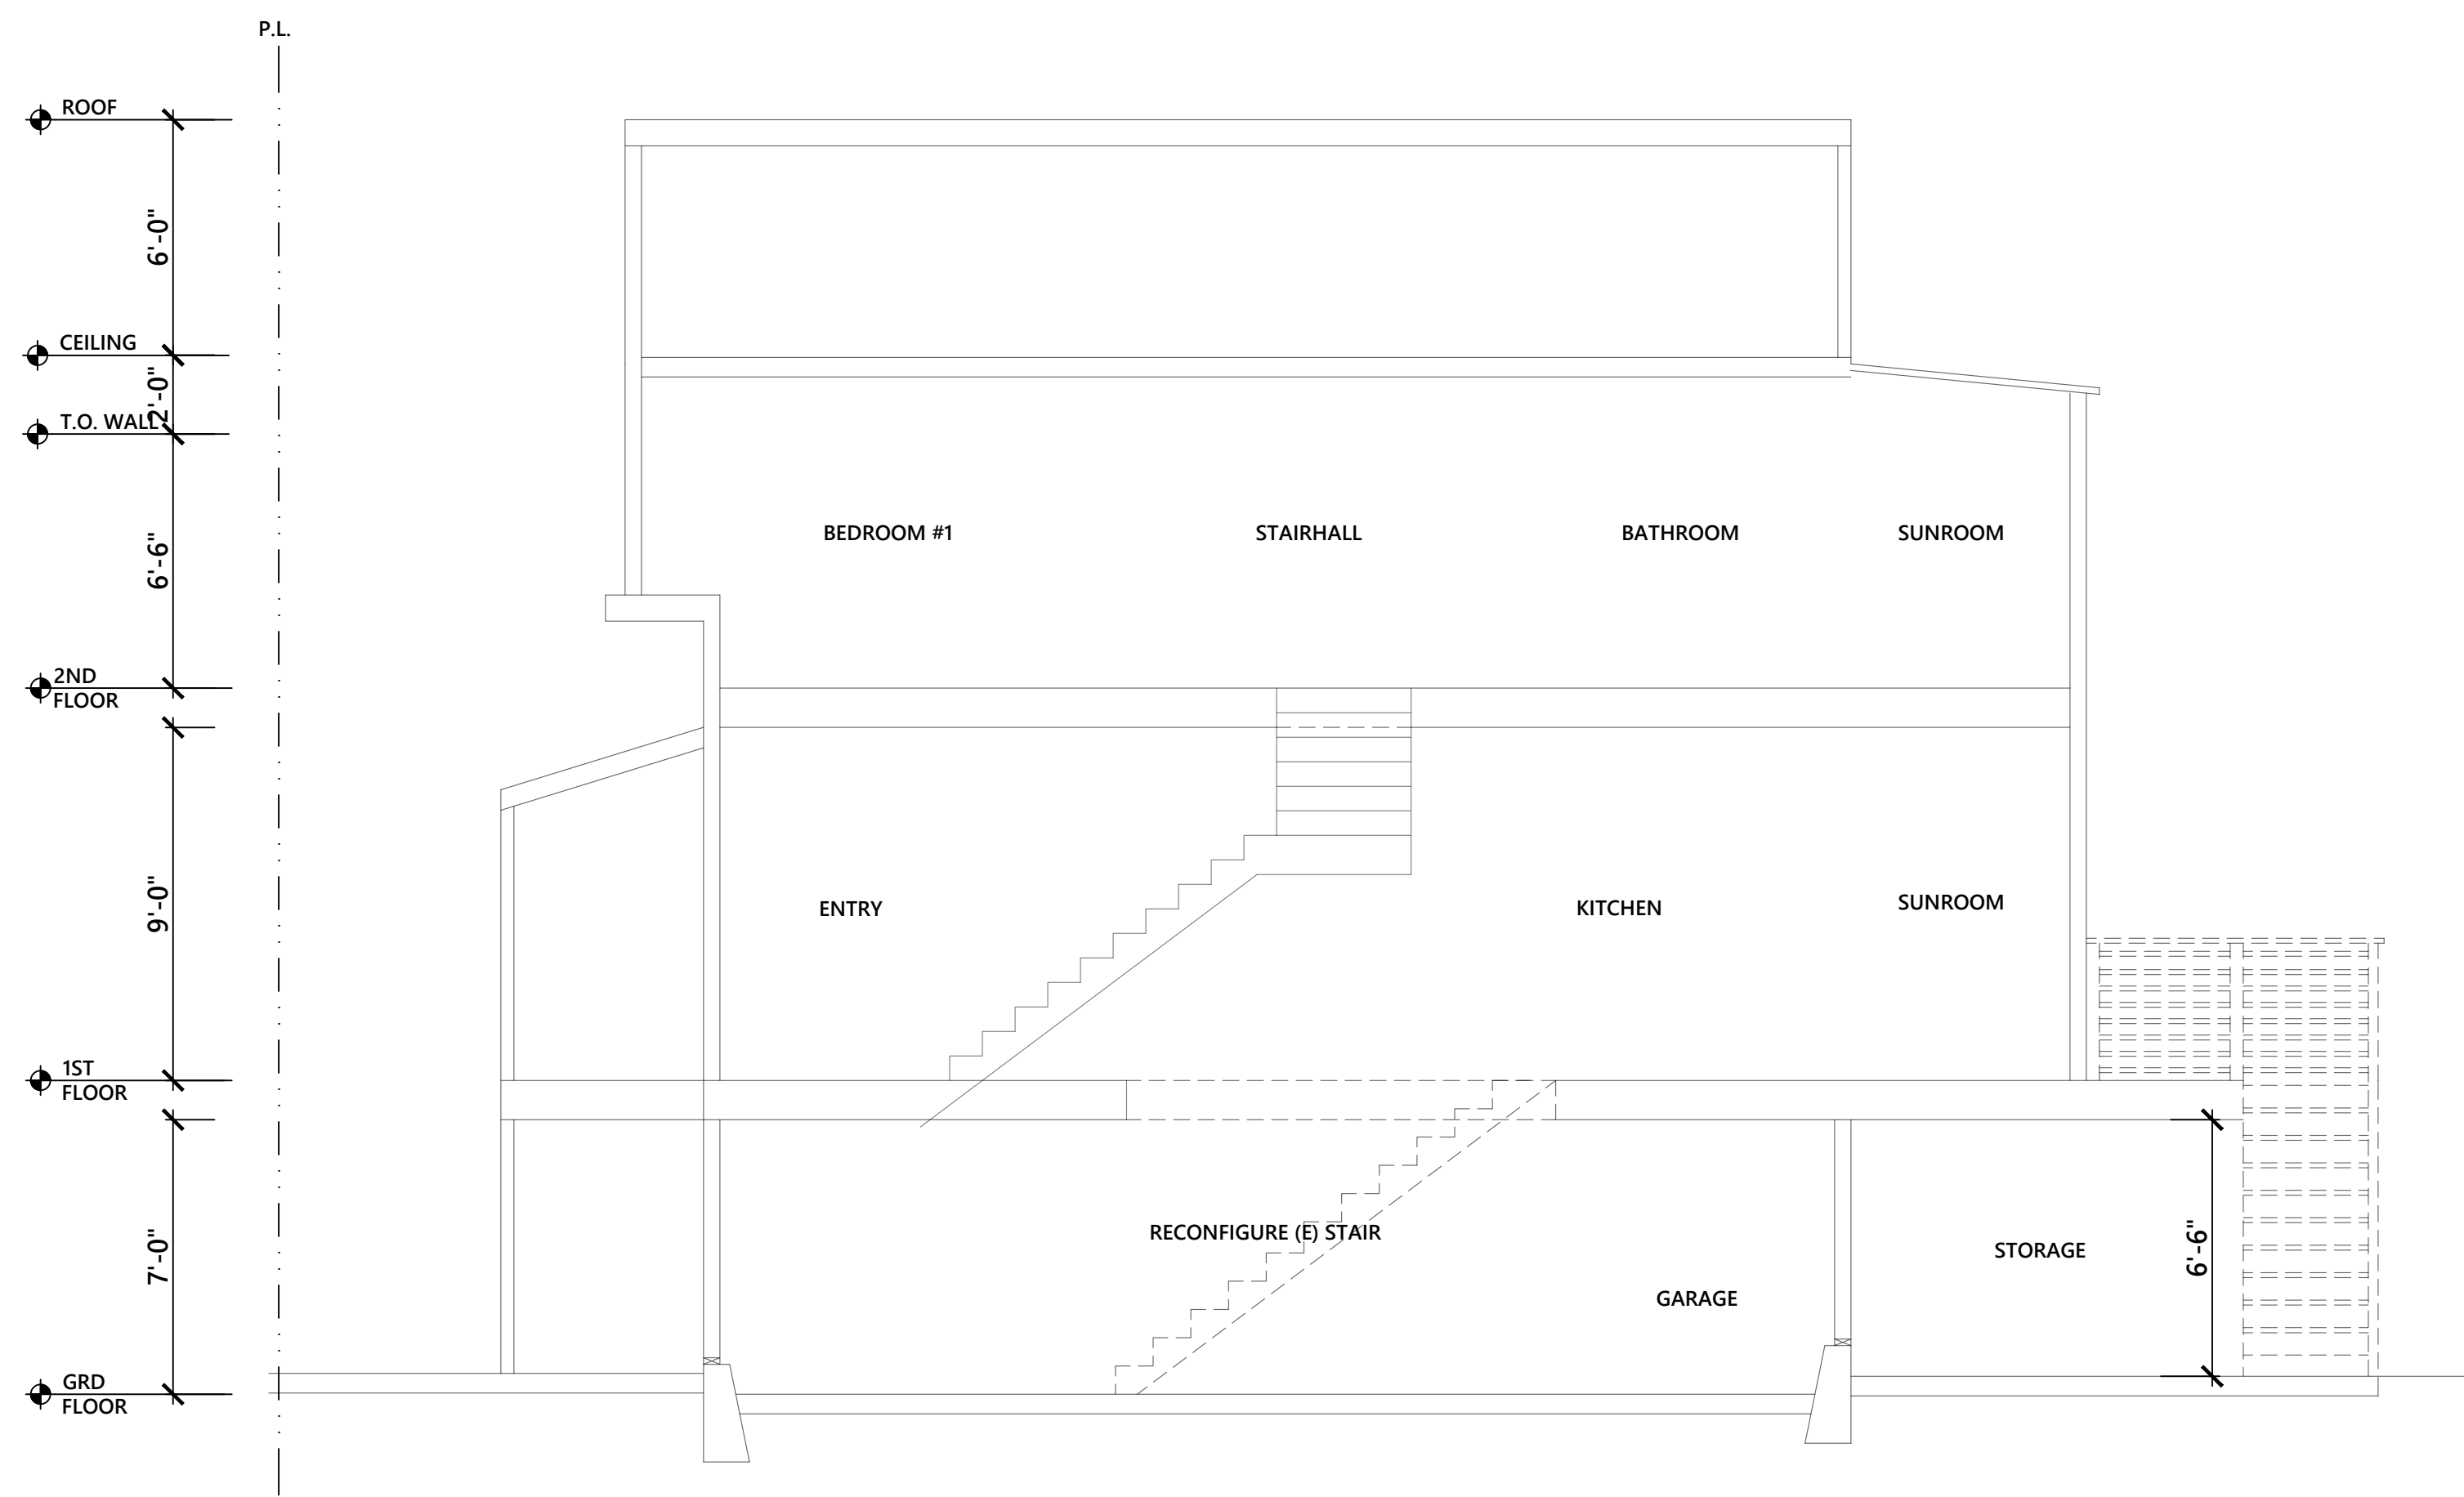 P.L.
ROOF
6'-0"
CEILING
2'-0"
T.O. WALL
6'-6"
BEDROOM #1
STAIRHALL
BATHROOM
SUNROOM
2ND
FLOOR
9'-0"
ENTRY
KITCHEN
SUNROOM
1ST
FLOOR
7'-0"
RECONFIGURE (E) STAIR
GARAGE
STORAGE
6'-6"
GRD
FLOOR